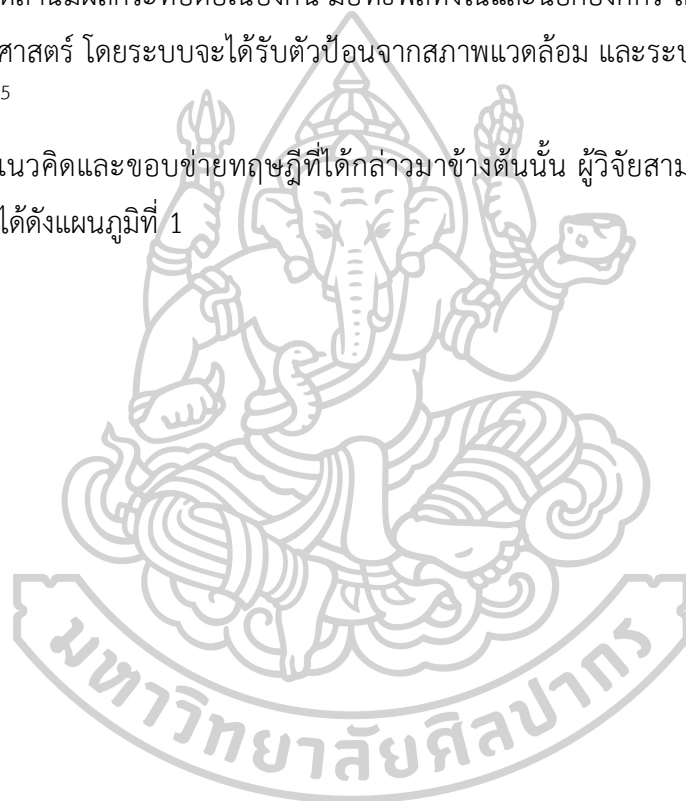 ศาสตร์ โดยระบบจะได้รับตัวป้อนจากสภาพแวดล้อม และระบ
5
แนวคิดและขอบข่ายทฤษฎีที่ได้กล่าวมาข้างต้นนั้น ผู้วิจัยสาม
ได้ดังแผนภูมิที่ 1
มหาวิทยาลัยศิลปากร